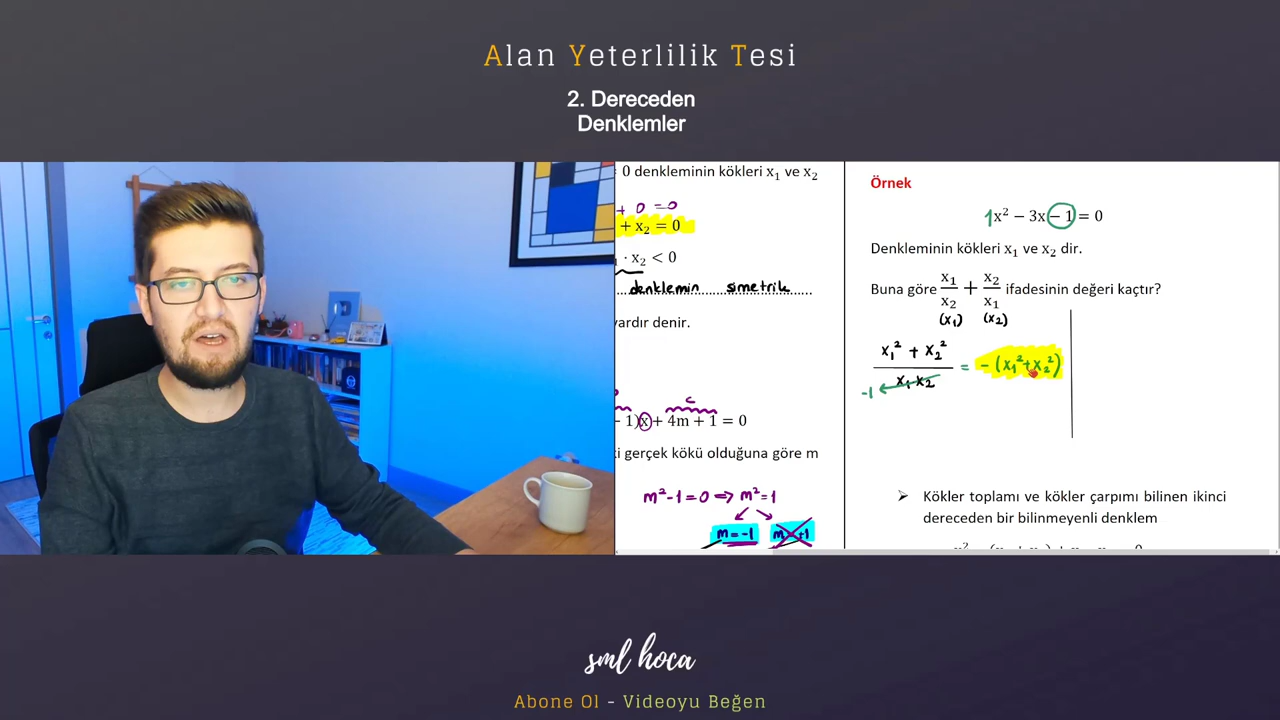 Alan Yeterlilik Tesi
2. Dereceden
Denklemler
0 denkleminin kökleri x₁ ve x₂
+ 0 = 0
+ x₂ = 0
· x₂ < 0
denklemin simetrik
vardır denir.
c
- 1)x + 4m + 1 = 0
ki gerçek kökü olduğuna göre m
m²-1=0 ⇒ m²=1
m=-1 m=+1
Örnek
1x² − 3x − 1 = 0
Denkleminin kökleri x₁ ve x₂ dir.
Buna göre x₁/x₂ + x₂/x₁ ifadesinin değeri kaçtır?
(x₁) (x₂)
x₁² + x₂²
x₁x₂
= -(x₁²+x₂²)
-1
➢ Kökler toplamı ve kökler çarpımı bilinen ikinci
dereceden bir bilinmeyenli denklem
sml hoca
Abone Ol - Videoyu Beğen